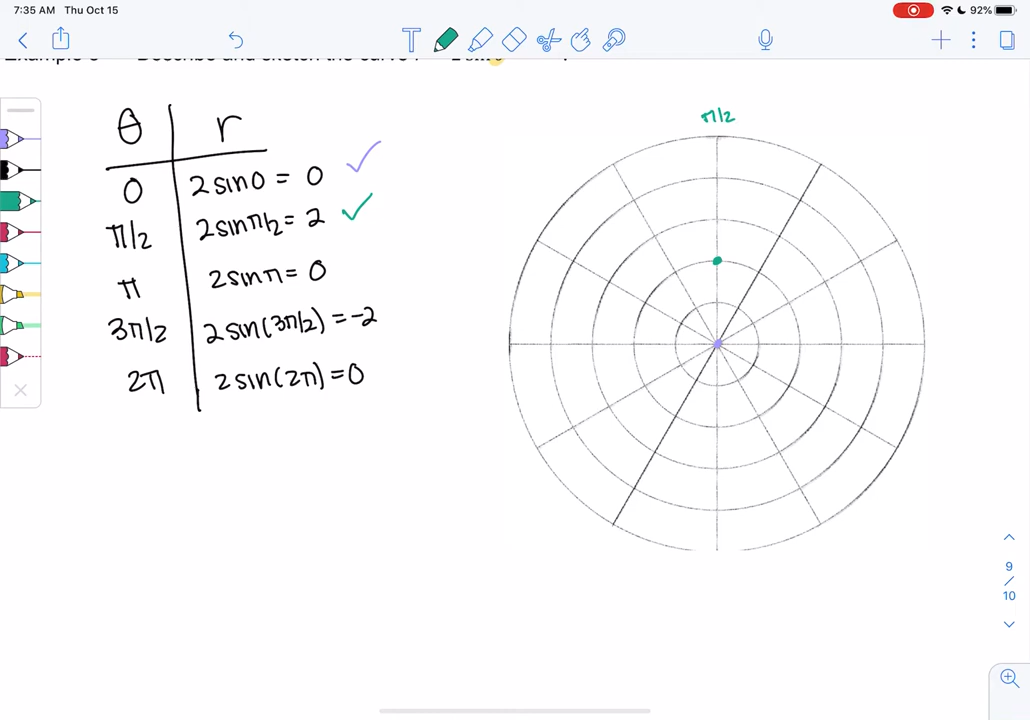 7:35 AM Thu Oct 15
92%
T
θ r
π/2
0 2sin0 = 0
π/2 2sinπ/2 = 2
π 2sinπ = 0
3π/2 2sin(3π/2) = -2
2π 2sin(2π) = 0
9
/
10